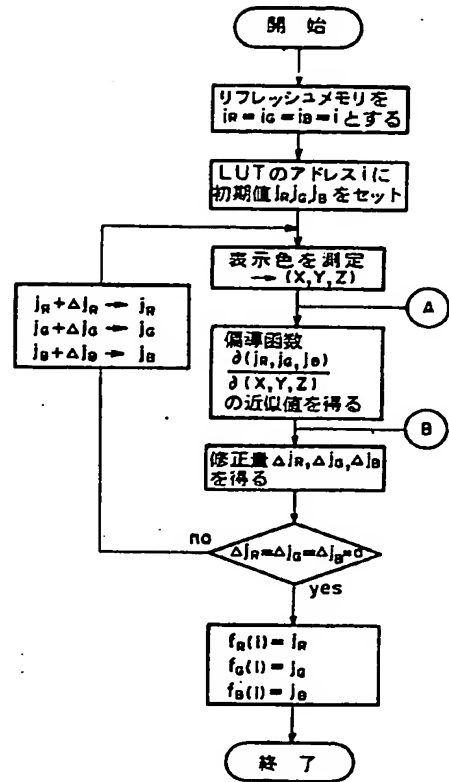 開始
リフレッシュメモリを
iR=iG=iB=iとする
LUTのアドレスiに
初期値jRjGjBをセット
表示色を測定
→(X,Y,Z)
A
jR+ΔjR→jR
jG+ΔjG→jG
jB+ΔjB→jB
偏導函数
∂(jR,jG,jB)
∂(X,Y,Z)
の近似値を得る
B
修正量ΔjR,ΔjG,ΔjB
を得る
no
ΔjR=ΔjG=ΔjB=0
yes
fR(i)=jR
fG(i)=jG
fB(i)=jB
終了